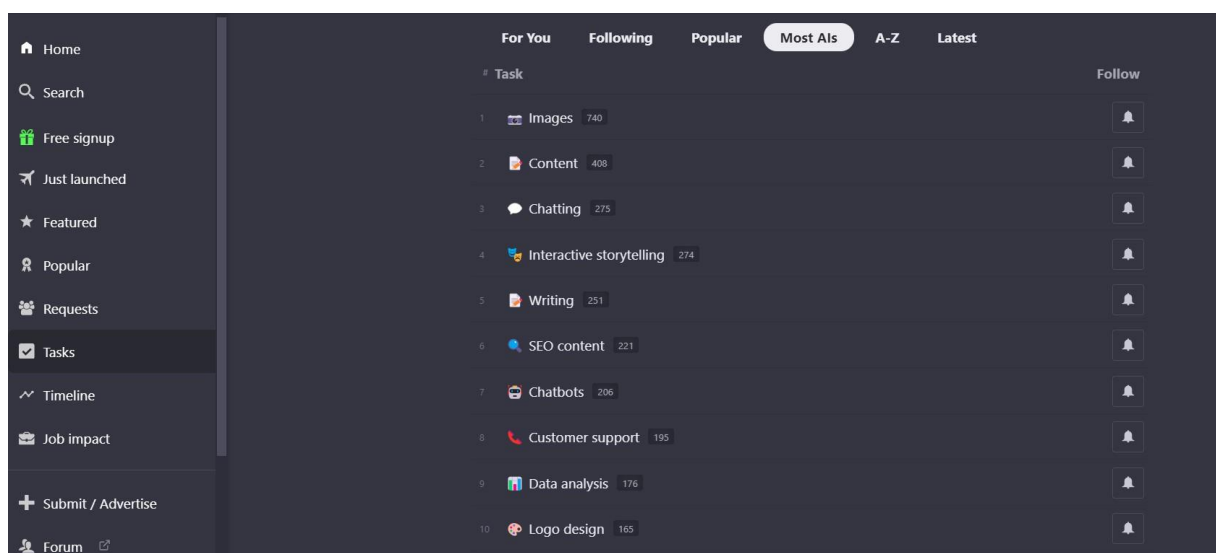 Home
Search
Free signup
Just launched
Featured
Popular
Requests
Tasks
Timeline
Job impact
Submit / Advertise
Forum
For You Following Popular Most AIs A-Z Latest
# Task Follow
1 Images 740
2 Content 408
3 Chatting 275
4 Interactive storytelling 274
5 Writing 251
6 SEO content 221
7 Chatbots 206
8 Customer support 195
9 Data analysis 176
10 Logo design 165